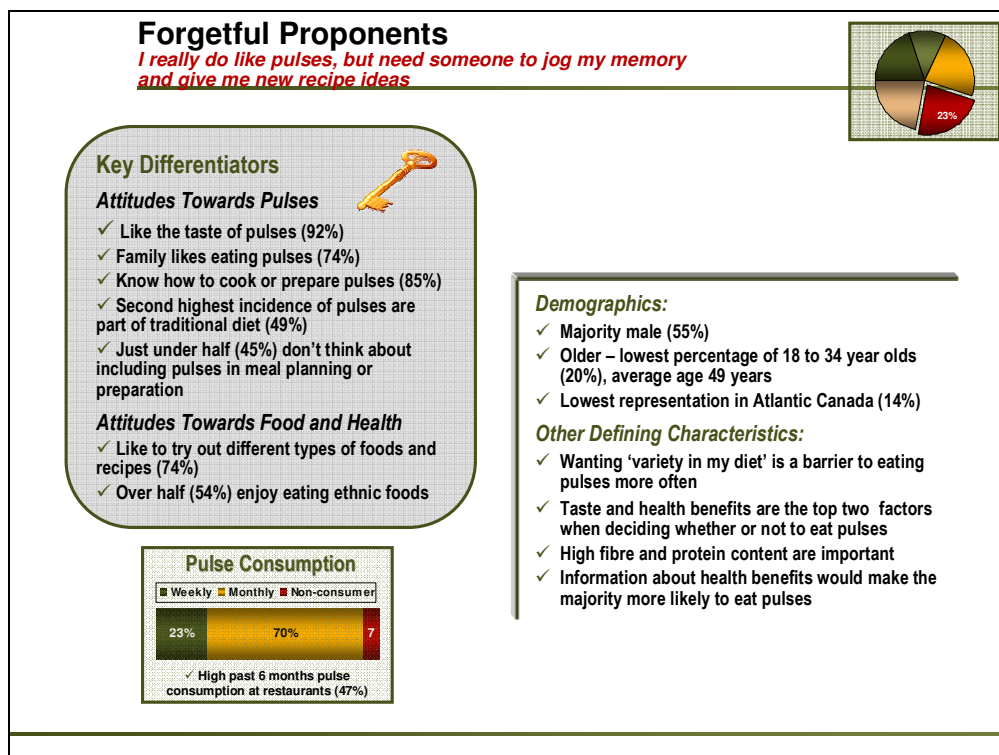 Forgetful Proponents
I really do like pulses, but need someone to jog my memory
and give me new recipe ideas
23%
Key Differentiators
Attitudes Towards Pulses
✓ Like the taste of pulses (92%)
✓ Family likes eating pulses (74%)
✓ Know how to cook or prepare pulses (85%)
✓ Second highest incidence of pulses are
part of traditional diet (49%)
✓ Just under half (45%) don't think about
including pulses in meal planning or
preparation
Attitudes Towards Food and Health
✓ Like to try out different types of foods and
recipes (74%)
✓ Over half (54%) enjoy eating ethnic foods
Pulse Consumption
Weekly Monthly Non-consumer
23% 70% 7
✓ High past 6 months pulse
consumption at restaurants (47%)
Demographics:
✓ Majority male (55%)
✓ Older – lowest percentage of 18 to 34 year olds
(20%), average age 49 years
✓ Lowest representation in Atlantic Canada (14%)
Other Defining Characteristics:
✓ Wanting ‘variety in my diet’ is a barrier to eating
pulses more often
✓ Taste and health benefits are the top two factors
when deciding whether or not to eat pulses
✓ High fibre and protein content are important
✓ Information about health benefits would make the
majority more likely to eat pulses